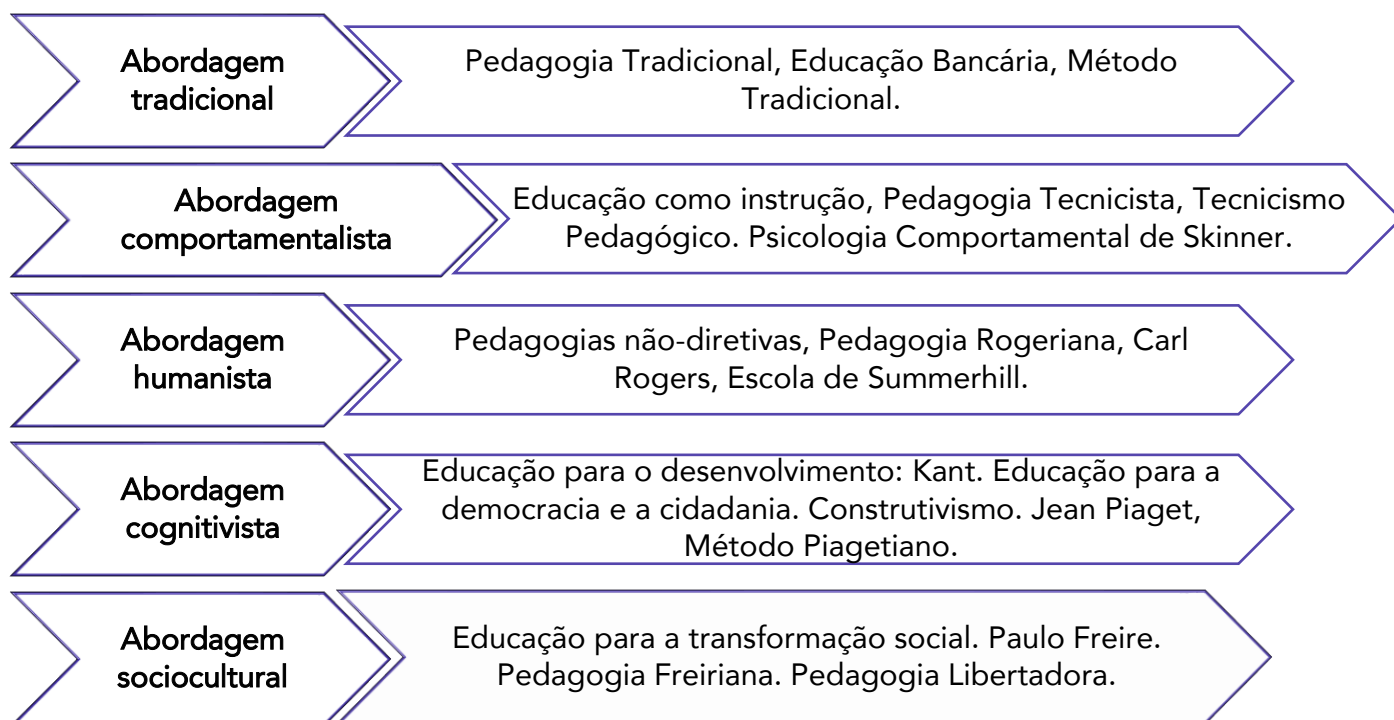 Abordagem
tradicional
Pedagogia Tradicional, Educação Bancária, Método
Tradicional.
Abordagem
comportamentalista
Educação como instrução, Pedagogia Tecnicista, Tecnicismo
Pedagógico. Psicologia Comportamental de Skinner.
Abordagem
humanista
Pedagogias não-diretivas, Pedagogia Rogeriana, Carl
Rogers, Escola de Summerhill.
Abordagem
cognitivista
Educação para o desenvolvimento: Kant. Educação para a
democracia e a cidadania. Construtivismo. Jean Piaget,
Método Piagetiano.
Abordagem
sociocultural
Educação para a transformação social. Paulo Freire.
Pedagogia Freiriana. Pedagogia Libertadora.